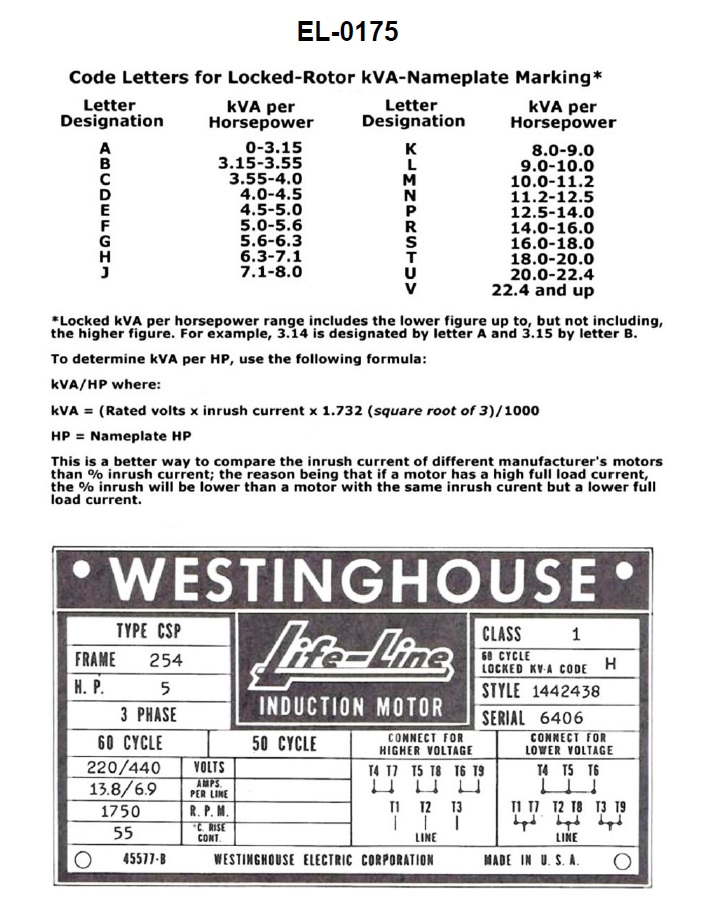 EL-0175
Code Letters for Locked-Rotor kVA-Nameplate Marking*
Letter Designation kVA per Horsepower Letter Designation kVA per Horsepower
A 0-3.15 K 8.0-9.0
B 3.15-3.55 L 9.0-10.0
C 3.55-4.0 M 10.0-11.2
D 4.0-4.5 N 11.2-12.5
E 4.5-5.0 P 12.5-14.0
F 5.0-5.6 R 14.0-16.0
G 5.6-6.3 S 16.0-18.0
H 6.3-7.1 T 18.0-20.0
J 7.1-8.0 U 20.0-22.4
V 22.4 and up
*Locked kVA per horsepower range includes the lower figure up to, but not including,
the higher figure. For example, 3.14 is designated by letter A and 3.15 by letter B.
To determine kVA per HP, use the following formula:
kVA/HP where:
kVA = (Rated volts x inrush current x 1.732 (square root of 3)/1000
HP = Nameplate HP
This is a better way to compare the inrush current of different manufacturer's motors
than % inrush current; the reason being that if a motor has a high full load current,
the % inrush will be lower than a motor with the same inrush curent but a lower full
load current.
• WESTINGHOUSE •
TYPE CSP
FRAME 254
H. P. 5
3 PHASE
Life-Line
INDUCTION MOTOR
CLASS 1
60 CYCLE
LOCKED KV-A CODE H
STYLE 1442438
SERIAL 6406
60 CYCLE 50 CYCLE
220/440 VOLTS
13.8/6.9 AMPS. PER LINE
1750 R. P. M.
55 °C. RISE CONT.
CONNECT FOR
HIGHER VOLTAGE
T4 T7 T5 T8 T6 T9
T1 T2 T3
LINE
CONNECT FOR
LOWER VOLTAGE
T4 T5 T6
T1 T7 T2 T8 T3 T9
LINE
45577-B WESTINGHOUSE ELECTRIC CORPORATION MADE IN U. S. A.